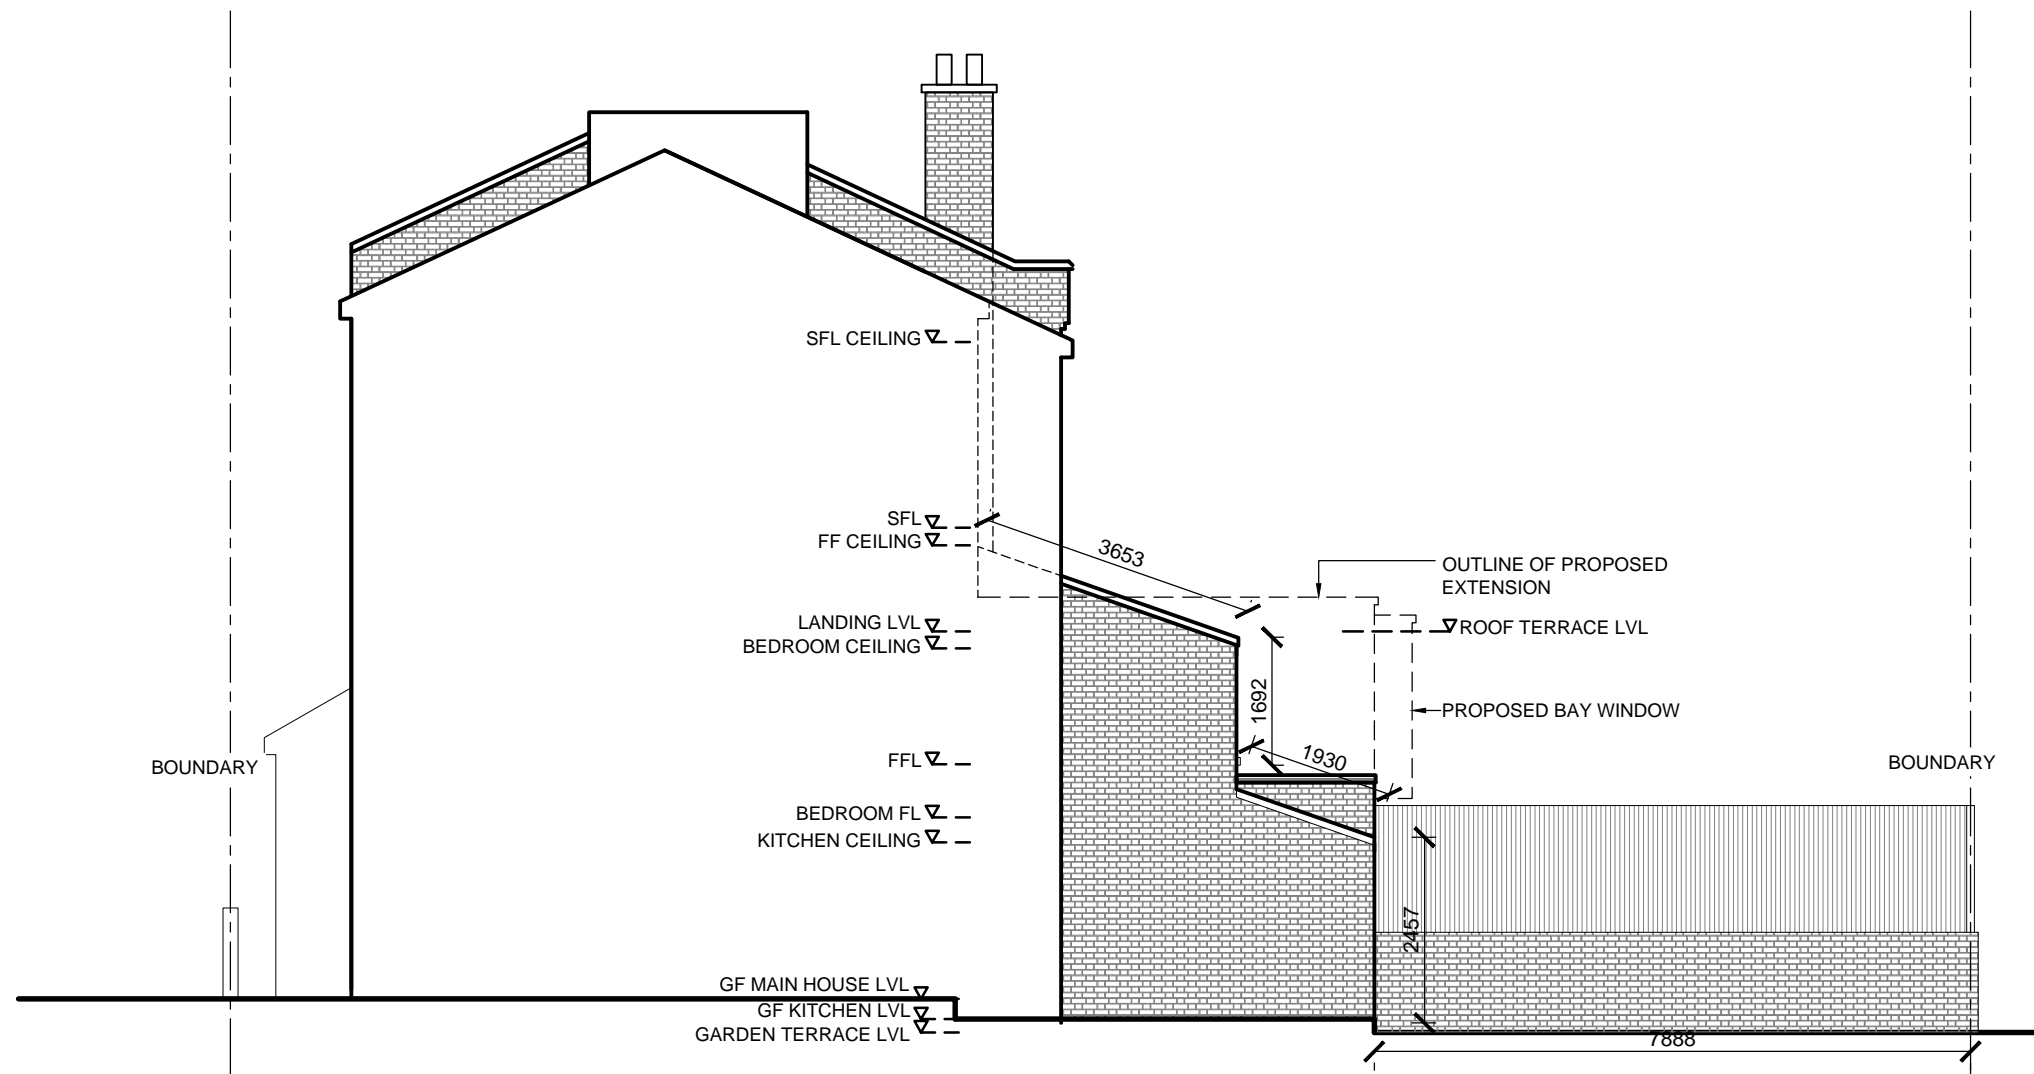 SFL CEILING
SFL
FF CEILING
3653
OUTLINE OF PROPOSED
EXTENSION
LANDING LVL
ROOF TERRACE LVL
BEDROOM CEILING
1692
PROPOSED BAY WINDOW
BOUNDARY
FFL
1930
BOUNDARY
BEDROOM FL
KITCHEN CEILING
2457
GF MAIN HOUSE LVL
GF KITCHEN LVL
GARDEN TERRACE LVL
7888